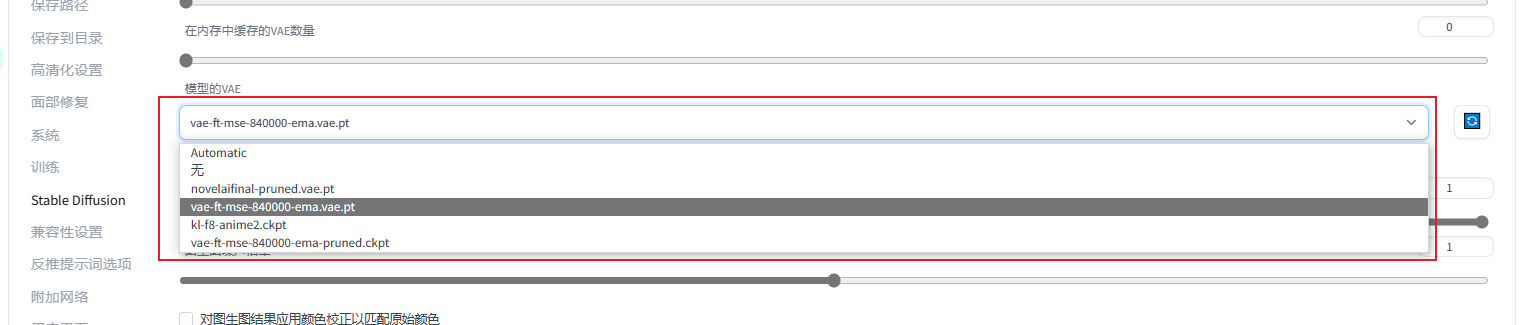 保存路径
在内存中缓存的VAE数量
0
保存到目录
高清化设置
模型的VAE
面部修复
vae-ft-mse-840000-ema.vae.pt
系统
Automatic
无
训练
novelaifinal-pruned.vae.pt
1
Stable Diffusion
vae-ft-mse-840000-ema.vae.pt
kl-f8-anime2.ckpt
兼容性设置
vae-ft-mse-840000-ema-pruned.ckpt
1
反推提示词选项
附加网络
对图生图结果应用颜色校正以匹配原始颜色